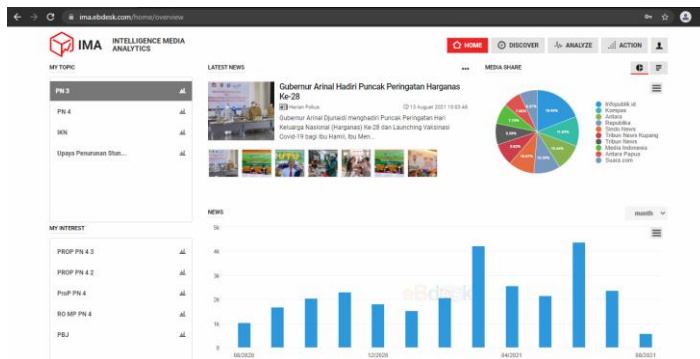 ima.ebdesk.com/home/overview
IMA
INTELLIGENCE MEDIA
ANALYTICS
HOME
DISCOVER
ANALYZE
ACTION
MY TOPIC
PN 3
PN 4
IKN
Upaya Penurunan Stun...
MY INTEREST
PROP PN 4 3
PROP PN 4 2
ProP PN 4
RO MP PN 4
PBJ
LATEST NEWS
Gubernur Arinal Hadiri Puncak Peringatan Harganas
Ke-28
Harian Fokus
13 August 2021 15:03:48
Gubernur Arinal Djunaidi menghadiri Puncak Peringatan Hari
Keluarga Nasional (Harganas) Ke-28 dan Launching Vaksinasi
Covid-19 bagi Ibu Hamil, Ibu Men...
MEDIA SHARE
Infopublik.id
Kompas
Antara
Republika
Sindo News
Tribun News Kupang
Tribun News
Media Indonesia
Antara Papua
Suara.com
NEWS
month
5k
4k
3k
2k
1k
0k
08/2020
12/2020
04/2021
08/2021